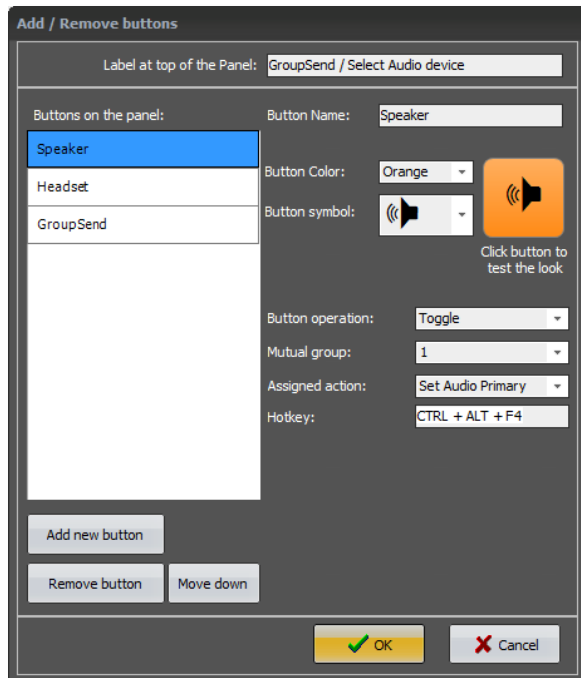 Add / Remove buttons
Label at top of the Panel: GroupSend / Select Audio device
Buttons on the panel:
Speaker
Headset
GroupSend
Button Name: Speaker
Button Color: Orange
Button symbol:
Click button to
test the look
Button operation: Toggle
Mutual group: 1
Assigned action: Set Audio Primary
Hotkey: CTRL + ALT + F4
Add new button
Remove button Move down
OK Cancel